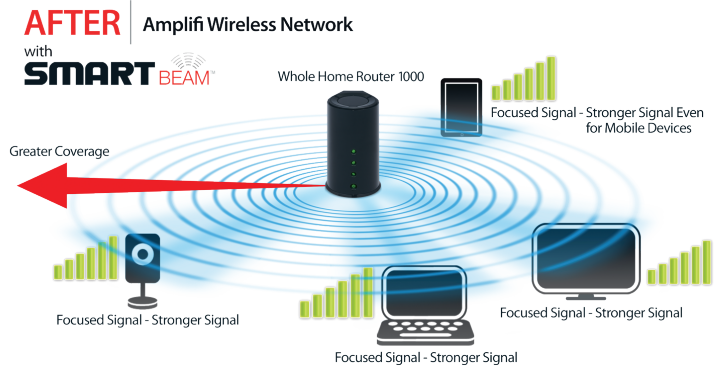 AFTER
Amplifi Wireless Network
with
SMART BEAM™
Whole Home Router 1000
Focused Signal - Stronger Signal Even
for Mobile Devices
Greater Coverage
Focused Signal - Stronger Signal
Focused Signal - Stronger Signal
Focused Signal - Stronger Signal